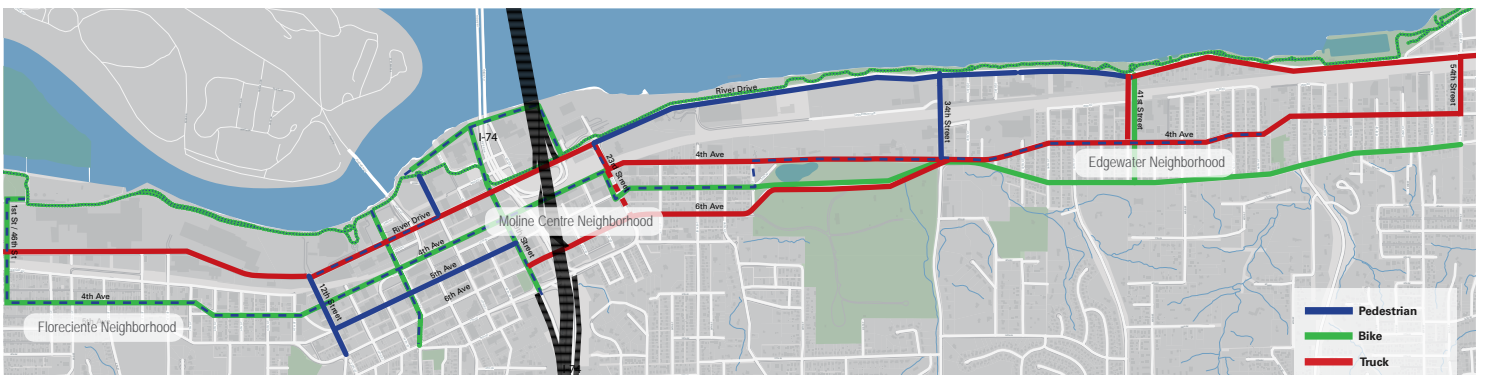 I-74
River Drive
34th Street
41st Street
54th Street
4th Ave
4th Ave
Edgewater Neighborhood
23rd Street
6th Ave
Moline Centre Neighborhood
1st St / 46th St
River Drive
4th Ave
Street
5th Ave
6th Ave
12th Street
4th Ave
Floreciente Neighborhood
Pedestrian
Bike
Truck